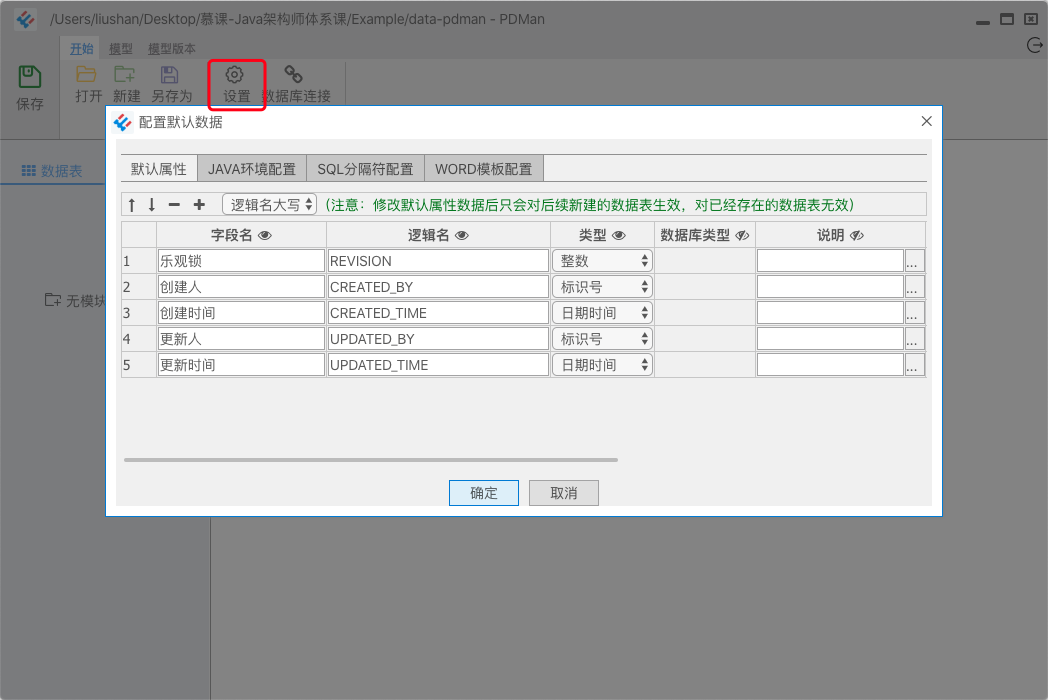 /Users/liushan/Desktop/慕课-Java架构师体系课/Example/data-pdman - PDMan
开始 模型 模型版本
保存 打开 新建 另存为 设置 数据库连接
配置默认数据
数据表
默认属性 JAVA环境配置 SQL分隔符配置 WORD模板配置
逻辑名大写 (注意：修改默认属性数据后只会对后续新建的数据表生效，对已经存在的数据表无效)
字段名 逻辑名 类型 数据库类型 说明
1 乐观锁 REVISION 整数 ...
2 创建人 CREATED_BY 标识号 ...
3 创建时间 CREATED_TIME 日期时间 ...
4 更新人 UPDATED_BY 标识号 ...
5 更新时间 UPDATED_TIME 日期时间 ...
无模块
确定 取消